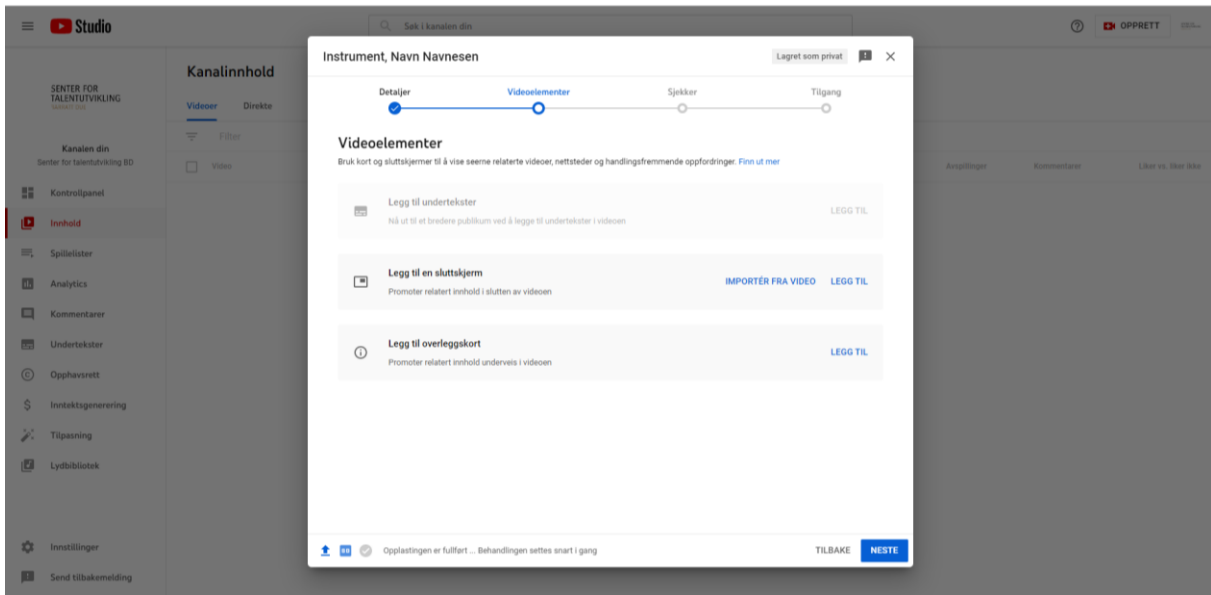 Studio
Søk i kanalen din
OPPRETT
SENTER FOR
TALENTUTVIKLING
Kanalen din
Senter for talentutvikling BD
Kontrollpanel
Innhold
Spillelister
Analytics
Kommentarer
Undertekster
Opphavsrett
Inntektsgenerering
Tilpasning
Lydbibliotek
Innstillinger
Send tilbakemelding
Kanalinnhold
Videoer Direkte
Filter
Video
Avspillinger Kommentarer Liker vs. liker ikke
Instrument, Navn Navnesen
Lagret som privat
Detaljer Videoelementer Sjekker Tilgang
Videoelementer
Bruk kort og sluttskjermer til å vise seerne relaterte videoer, nettsteder og handlingsfremmende oppfordringer. Finn ut mer
Legg til undertekster
Nå ut til et bredere publikum ved å legge til undertekster i videoen
LEGG TIL
Legg til en sluttskjerm
Promoter relatert innhold i slutten av videoen
IMPORTÉR FRA VIDEO LEGG TIL
Legg til overleggskort
Promoter relatert innhold underveis i videoen
LEGG TIL
Opplastingen er fullført ... Behandlingen settes snart i gang
TILBAKE NESTE